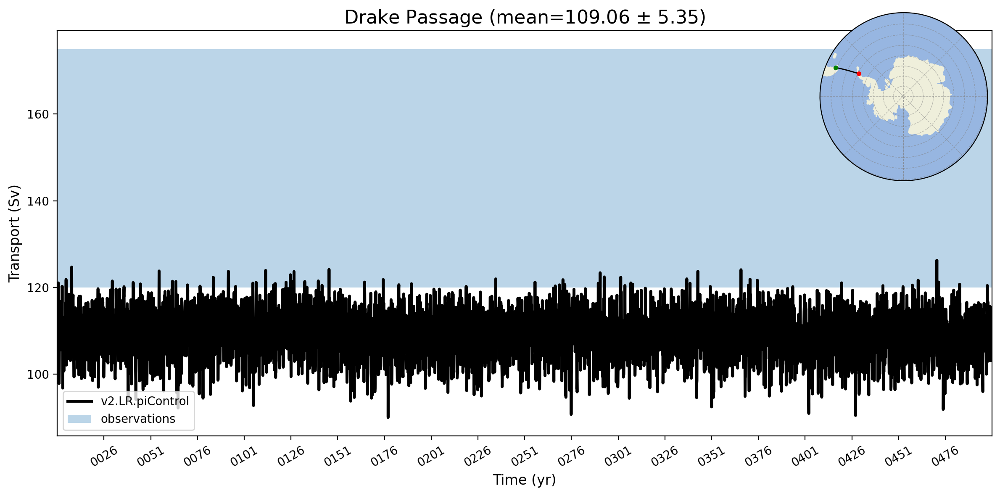 Drake Passage (mean=109.06 ± 5.35)
Transport (Sv)
160
140
120
100
v2.LR.piControl
observations
0026 0051 0076 0101 0126 0151 0176 0201 0226 0251 0276 0301 0326 0351 0376 0401 0426 0451 0476
Time (yr)